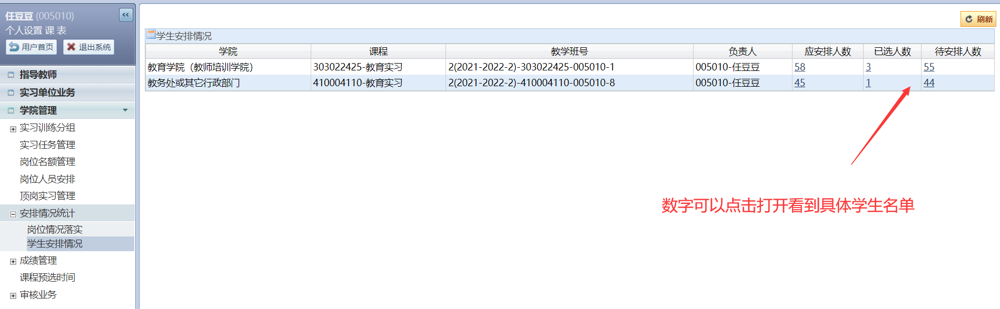 任豆豆 (005010)
个人设置 课 表
用户首页 退出系统
指导教师
实习单位业务
学院管理
实习训练分组
实习任务管理
岗位名额管理
岗位人员安排
顶岗实习管理
安排情况统计
岗位情况落实
学生安排情况
成绩管理
课程预选时间
审核业务
刷新
学生安排情况
学院 课程 教学班号 负责人 应安排人数 已选人数 待安排人数
教育学院（教师培训学院） 303022425-教育实习 2(2021-2022-2)-303022425-005010-1 005010-任豆豆 58 3 55
教务处或其它行政部门 410004110-教育实习 2(2021-2022-2)-410004110-005010-8 005010-任豆豆 45 1 44
数字可以点击打开看到具体学生名单